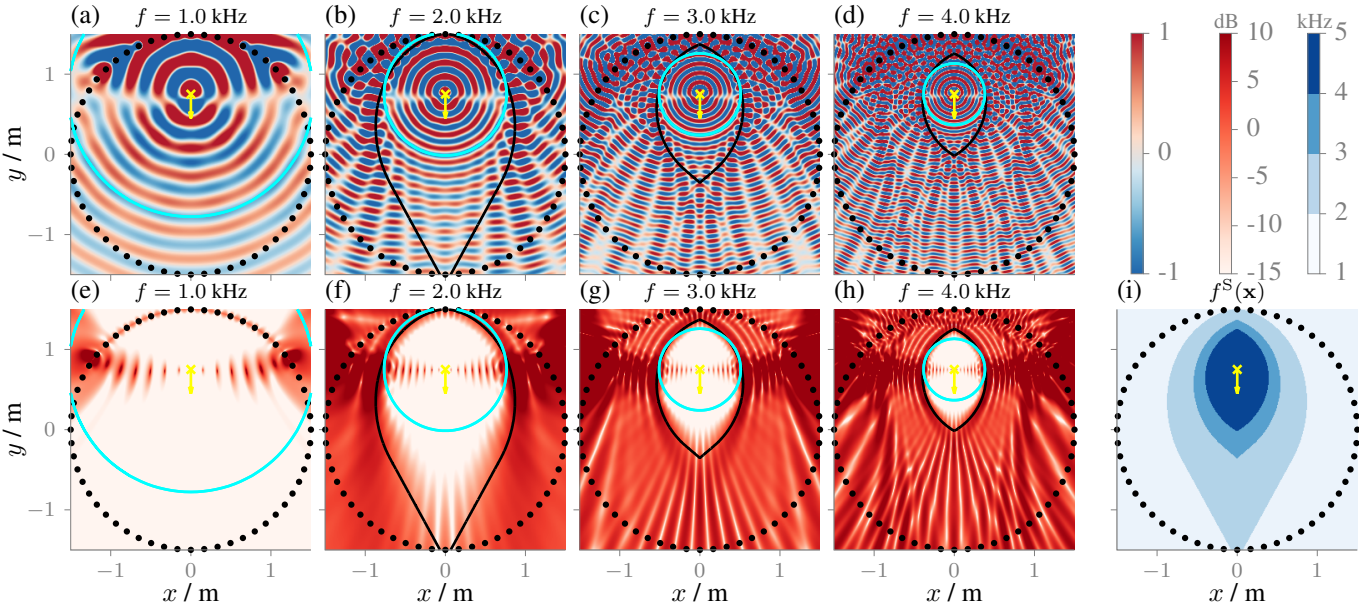 (a) f = 1.0 kHz (b) f = 2.0 kHz (c) f = 3.0 kHz (d) f = 4.0 kHz
y / m
1
0
−1
1
0
-1
dB
10
5
0
-5
-10
-15
kHz
5
4
3
2
1
(e) f = 1.0 kHz (f) f = 2.0 kHz (g) f = 3.0 kHz (h) f = 4.0 kHz (i) fS(x)
y / m
1
0
−1
−1 0 1 −1 0 1 −1 0 1 −1 0 1 −1 0 1
x / m x / m x / m x / m x / m